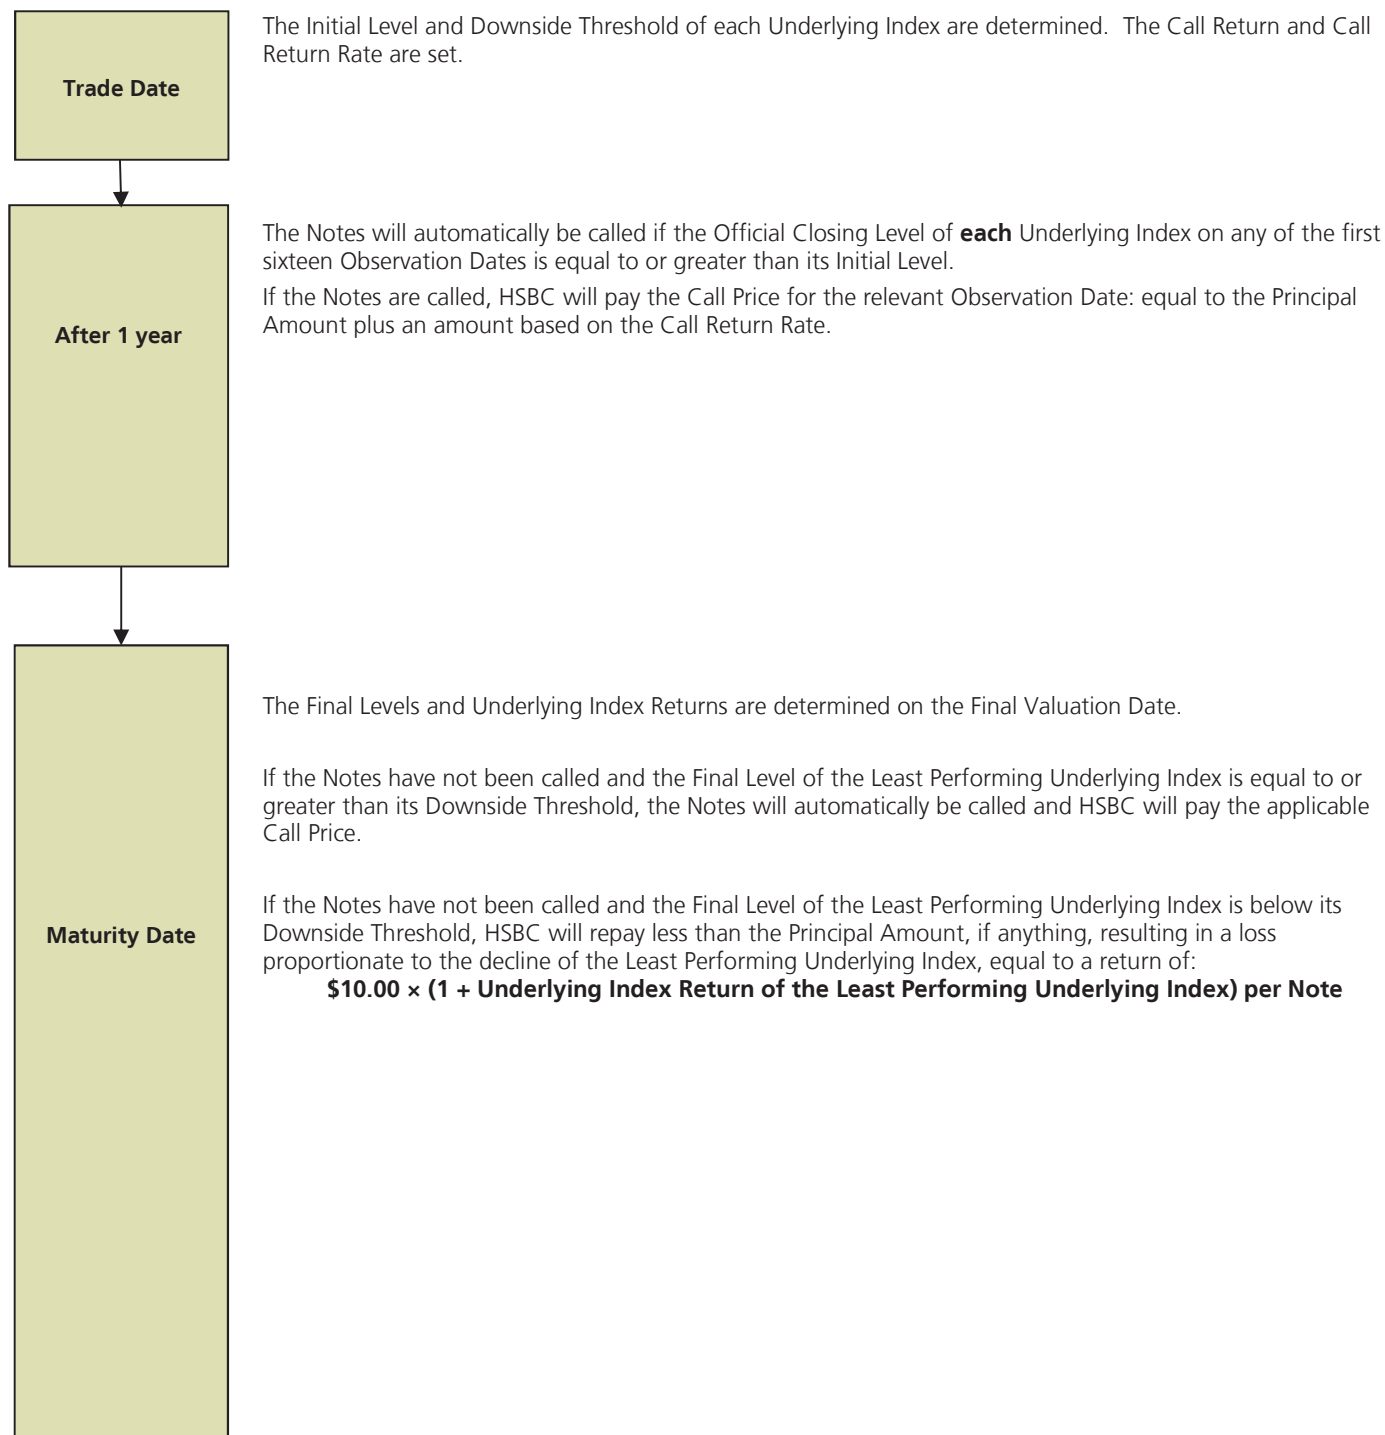 Trade Date
The Initial Level and Downside Threshold of each Underlying Index are determined.  The Call Return and Call
Return Rate are set.
After 1 year
The Notes will automatically be called if the Official Closing Level of each Underlying Index on any of the first
sixteen Observation Dates is equal to or greater than its Initial Level.
If the Notes are called, HSBC will pay the Call Price for the relevant Observation Date: equal to the Principal
Amount plus an amount based on the Call Return Rate.
Maturity Date
The Final Levels and Underlying Index Returns are determined on the Final Valuation Date.
If the Notes have not been called and the Final Level of the Least Performing Underlying Index is equal to or
greater than its Downside Threshold, the Notes will automatically be called and HSBC will pay the applicable
Call Price.
If the Notes have not been called and the Final Level of the Least Performing Underlying Index is below its
Downside Threshold, HSBC will repay less than the Principal Amount, if anything, resulting in a loss
proportionate to the decline of the Least Performing Underlying Index, equal to a return of:
$10.00 × (1 + Underlying Index Return of the Least Performing Underlying Index) per Note